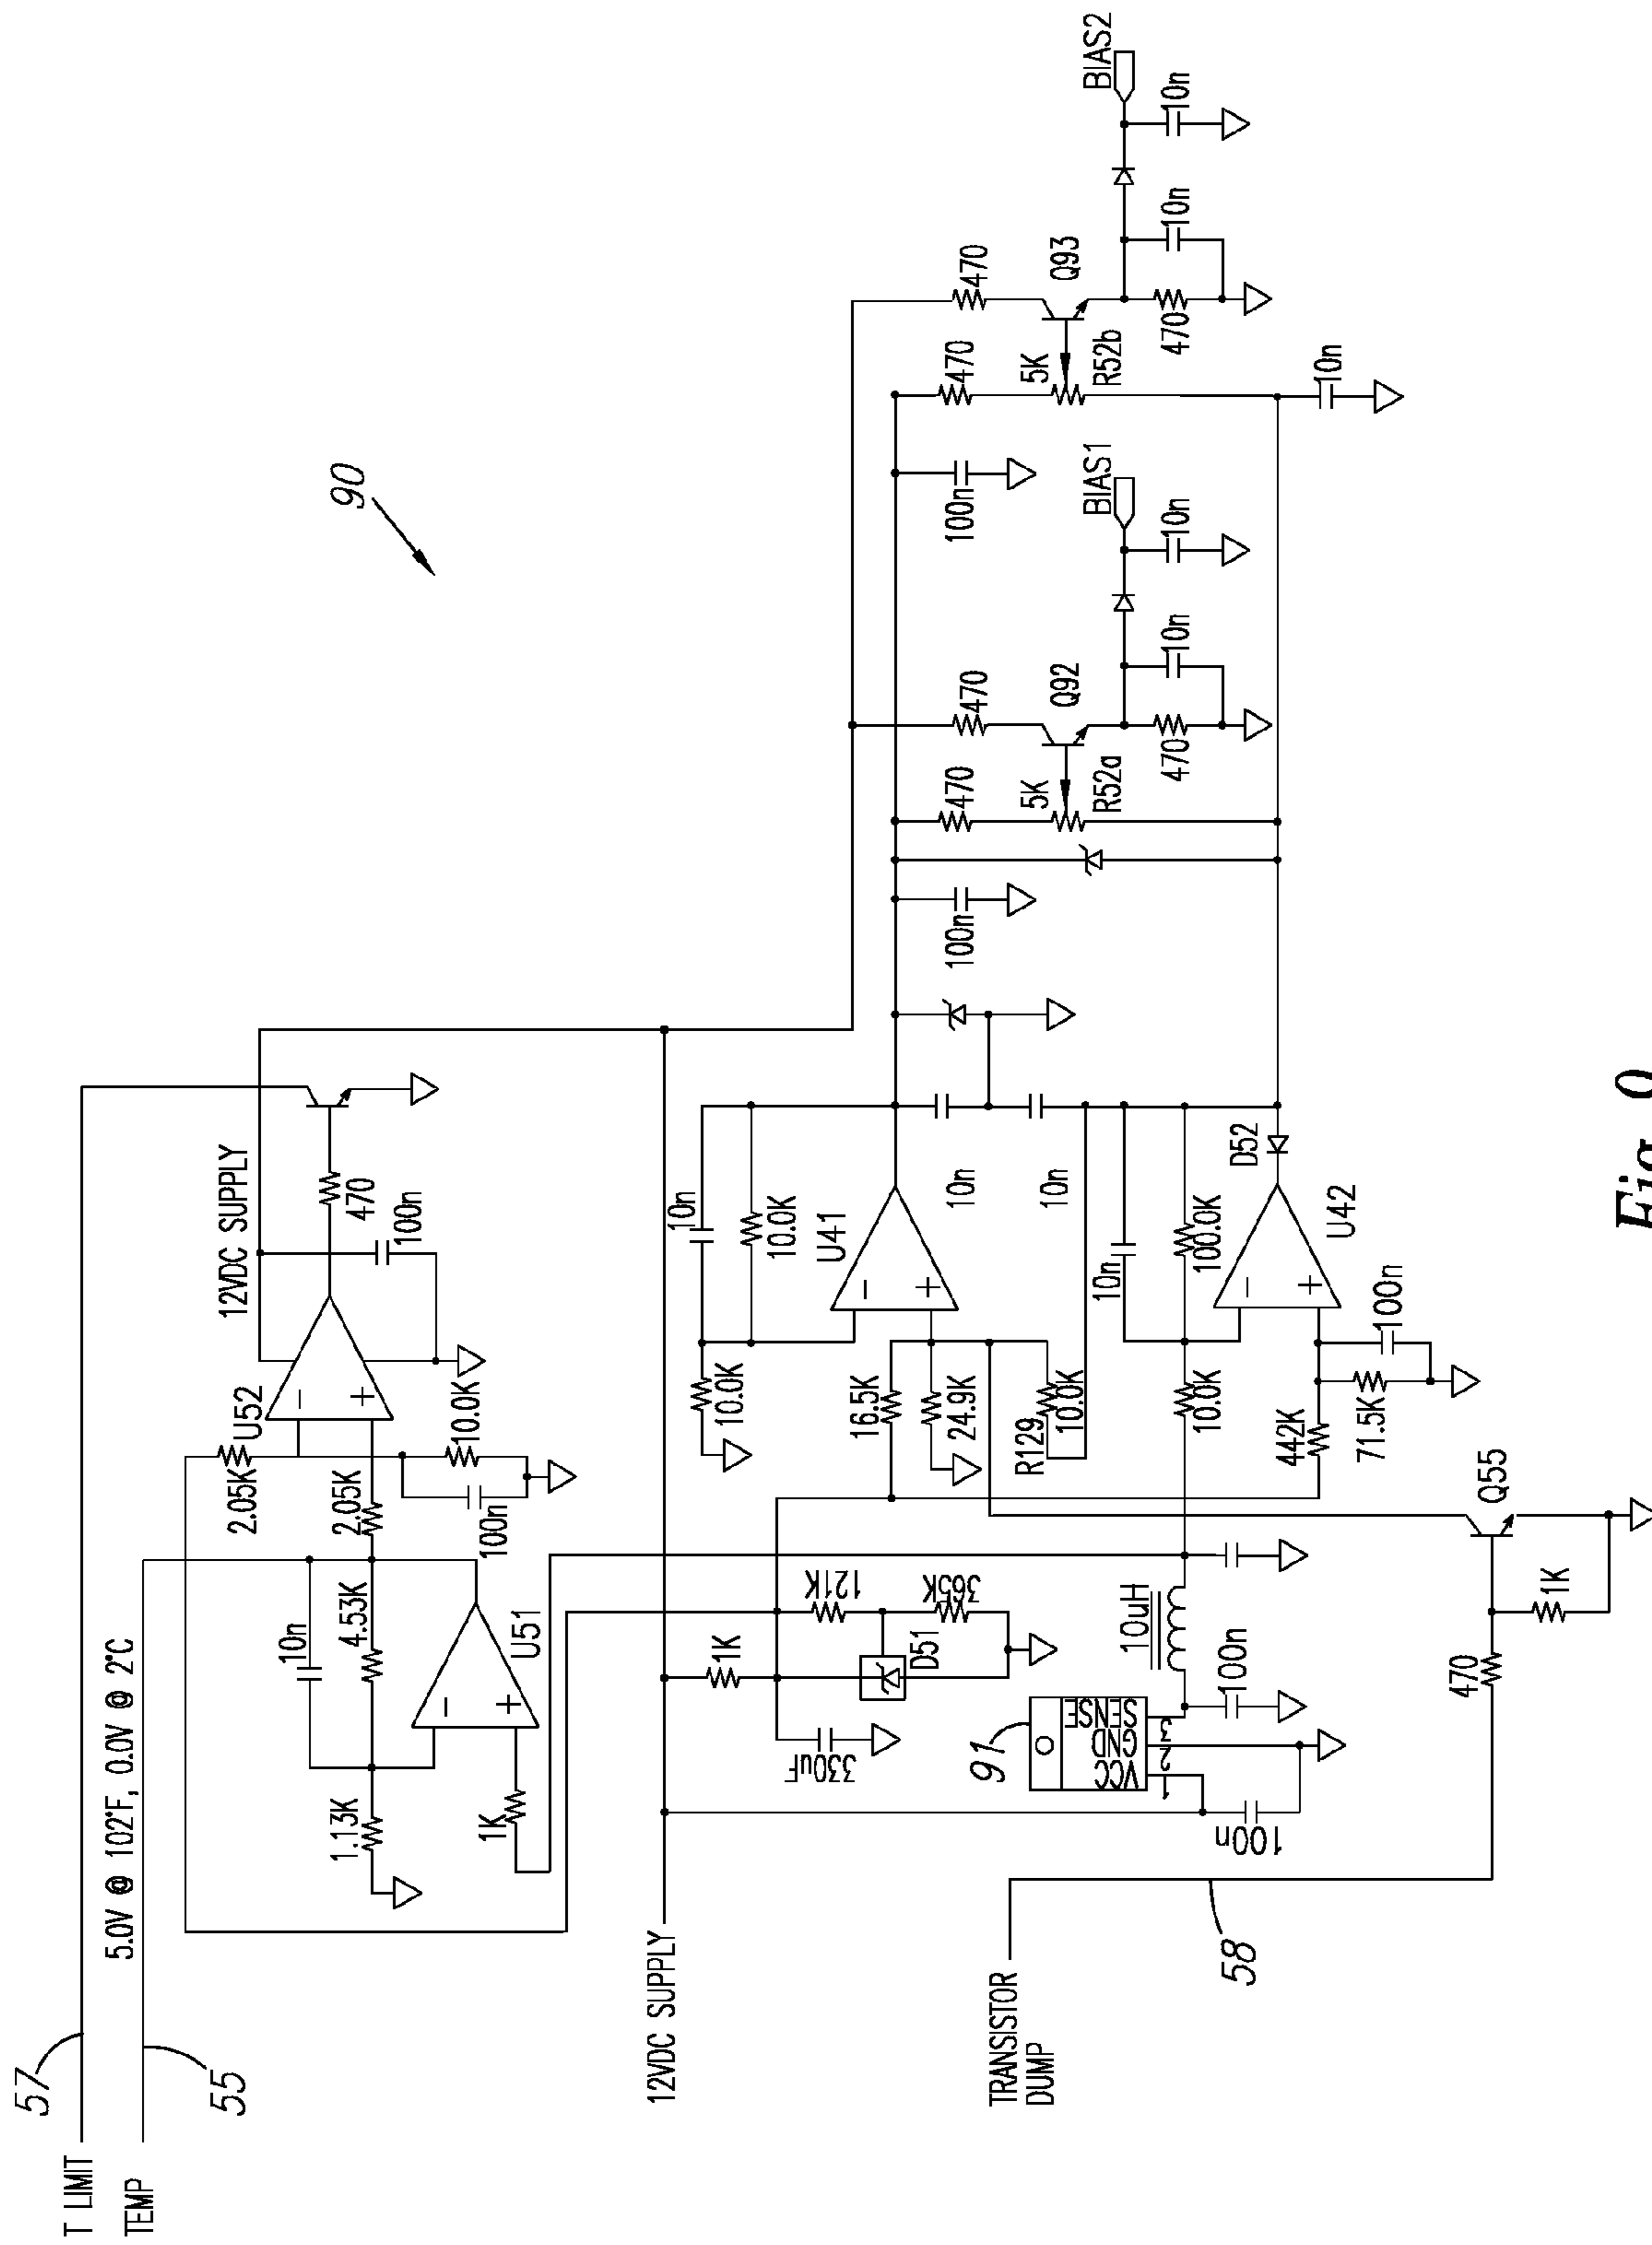 57
T LIMIT
5.0V @ 102°F, 0.0V @ 2°C
TEMP
55
12VDC SUPPLY
U52
2.05K
2.05K
10.0K
100n
470
100n
10n
4.53K
1.13K
U51
1K
90
12VDC SUPPLY
10n
10.0K
10.0K
U41
16.5K
24.9K
R129
10.0K
10n
10n
100n
100n
10n
100.0K
10.0K
U42
D52
442K
71.5K
100n
1K
121K
365K
D51
330uF
91
VCC
GND
SENSE
1
2
3
100n
10uH
100n
TRANSISTOR
DUMP
58
470
1K
Q55
470
470
5K
R52a
Q92
470
10n
10n
BIAS1
470
470
5K
R52b
Q93
470
10n
10n
BIAS2
10n
Fig. 9